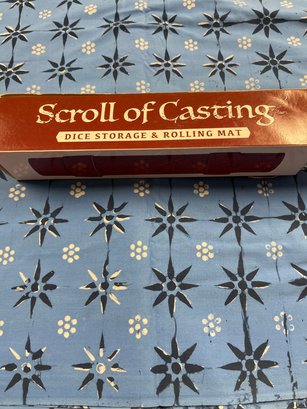 Scroll of Casting
DICE STORAGE & ROLLING MAT